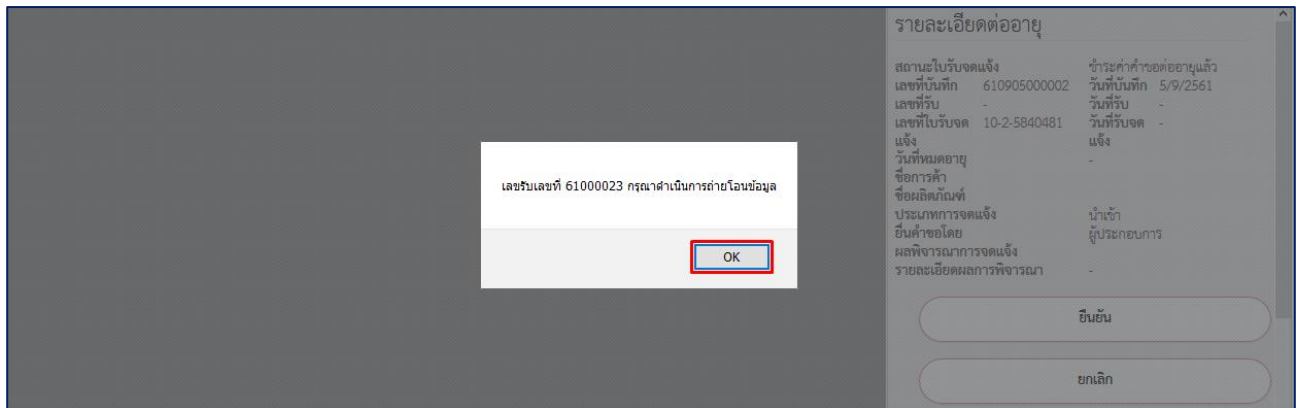 รายละเอียดต่ออายุ
สถานะใบรับจดแจ้ง ชำระค่าคำขอต่ออายุแล้ว
เลขที่บันทึก 610905000002 วันที่บันทึก 5/9/2561
เลขที่รับ - วันที่รับ -
เลขที่ใบรับจด 10-2-5840481 วันที่รับจด -
แจ้ง แจ้ง
วันที่หมดอายุ -
ชื่อการค้า
ชื่อผลิตภัณฑ์
ประเภทการจดแจ้ง นำเข้า
ยื่นคำขอโดย ผู้ประกอบการ
ผลพิจารณาการจดแจ้ง
รายละเอียดผลการพิจารณา -
เลขรับเลขที่ 61000023 กรุณาดำเนินการถ่ายโอนข้อมูล
OK
ยืนยัน
ยกเลิก